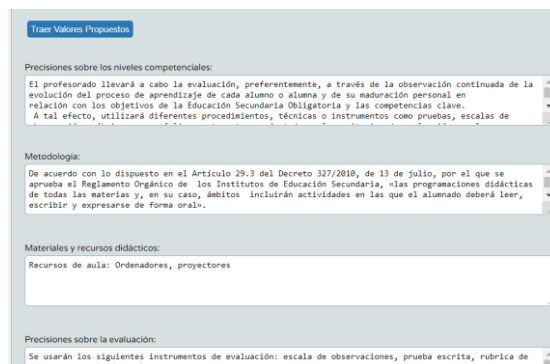 Traer Valores Propuestos
Precisiones sobre los niveles competenciales:
El profesorado llevará a cabo la evaluación, preferentemente, a través de la observación continuada de la
evolución del proceso de aprendizaje de cada alumno o alumna y de su maduración personal en
relación con los objetivos de la Educación Secundaria Obligatoria y las competencias clave.
A tal efecto, utilizará diferentes procedimientos, técnicas o instrumentos como pruebas, escalas de
Metodologia:
De acuerdo con lo dispuesto en el Artículo 29.3 del Decreto 327/2010, de 13 de julio, por el que se
aprueba el Reglamento Orgánico de los Institutos de Educación Secundaria, «las programaciones didácticas
de todas las materias y, en su caso, ámbitos incluirán actividades en las que el alumnado deberá leer,
escribir y expresarse de forma oral».
Materiales y recursos didácticos:
Recursos de aula: Ordenadores, proyectores
Precisiones sobre la evaluación:
Se usarán los siguientes instrumentos de evaluación: escala de observaciones, prueba escrita, rubrica de